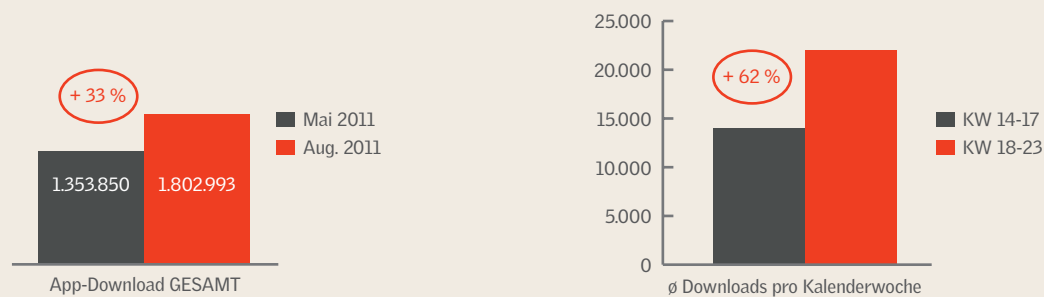 + 33 %
1.353.850
1.802.993
App-Download GESAMT
Mai 2011
Aug. 2011
25.000
20.000
15.000
10.000
5.000
0
+ 62 %
ø Downloads pro Kalenderwoche
KW 14-17
KW 18-23